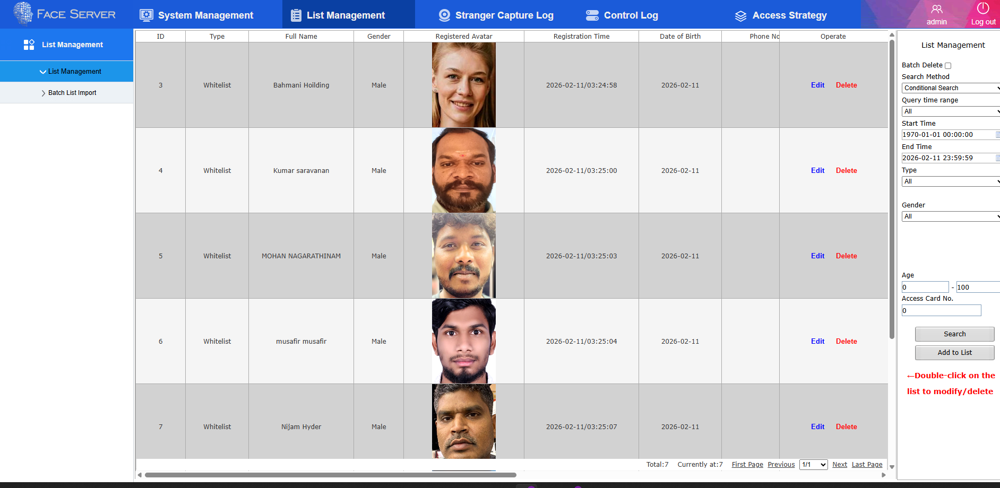 FACE SERVER
System Management
List Management
Stranger Capture Log
Control Log
Access Strategy
admin
Log out
List Management
List Management
Batch List Import
ID Type Full Name Gender Registered Avatar Registration Time Date of Birth Phone No Operate
3 Whitelist Bahmani Hoilding Male 2026-02-11/03:24:58 2026-02-11 Edit Delete
4 Whitelist Kumar saravanan Male 2026-02-11/03:25:00 2026-02-11 Edit Delete
5 Whitelist MOHAN NAGARATHINAM Male 2026-02-11/03:25:03 2026-02-11 Edit Delete
6 Whitelist musafir musafir Male 2026-02-11/03:25:04 2026-02-11 Edit Delete
7 Whitelist Nijam Hyder Male 2026-02-11/03:25:07 2026-02-11 Edit Delete
Total:7 Currently at:7 First Page Previous 1/1 Next Last Page
List Management
Batch Delete
Search Method
Conditional Search
Query time range
All
Start Time
1970-01-01 00:00:00
End Time
2026-02-11 23:59:59
Type
All
Gender
All
Age
0 - 100
Access Card No.
0
Search
Add to List
←Double-click on the
list to modify/delete